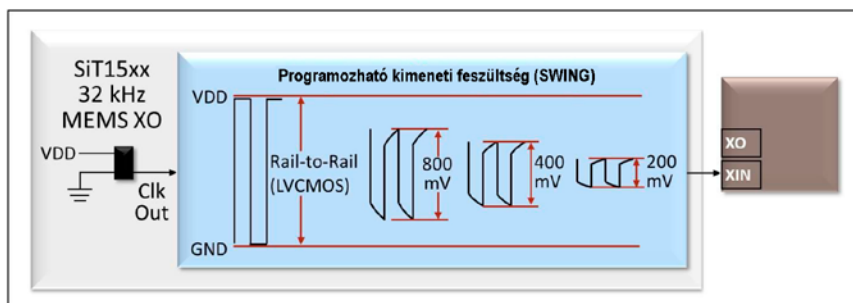 SiT15xx
32 kHz
MEMS XO
VDD
Clk
Out
Programozható kimeneti feszültség (SWING)
VDD
Rail-to-Rail
(LVCMOS)
GND
800
mV
400
mV
200
mV
XO
XIN